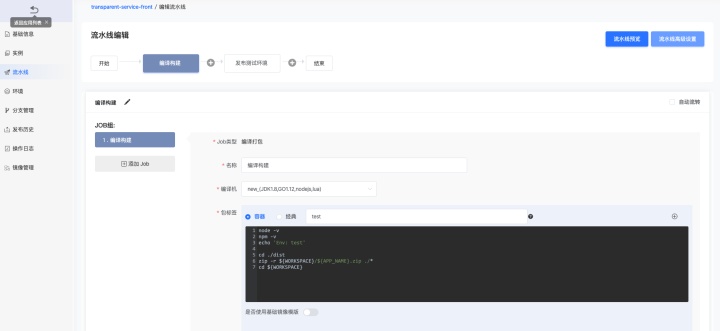 transparent-service-front / 编辑流水线
返回应用列表
基础信息
实例
流水线
环境
分支管理
发布历史
操作日志
镜像管理
流水线编辑
流水线预览
流水线高级设置
开始
编译构建
发布测试环境
结束
编译构建
自动流转
JOB组:
1 . 编译构建
添加 Job
* Job类型 编译打包
* 名称 编译构建
* 编译机 new_(JDK1.8,GO1.12,nodejs,lua)
* 包标签 容器 经典 test
1 node -v
2 npm -v
3 echo 'Env: test'
4
5 cd ./dist
6 zip -r ${WORKSPACE}/${APP_NAME}.zip ./*
7 cd ${WORKSPACE}
是否使用基础镜像模版